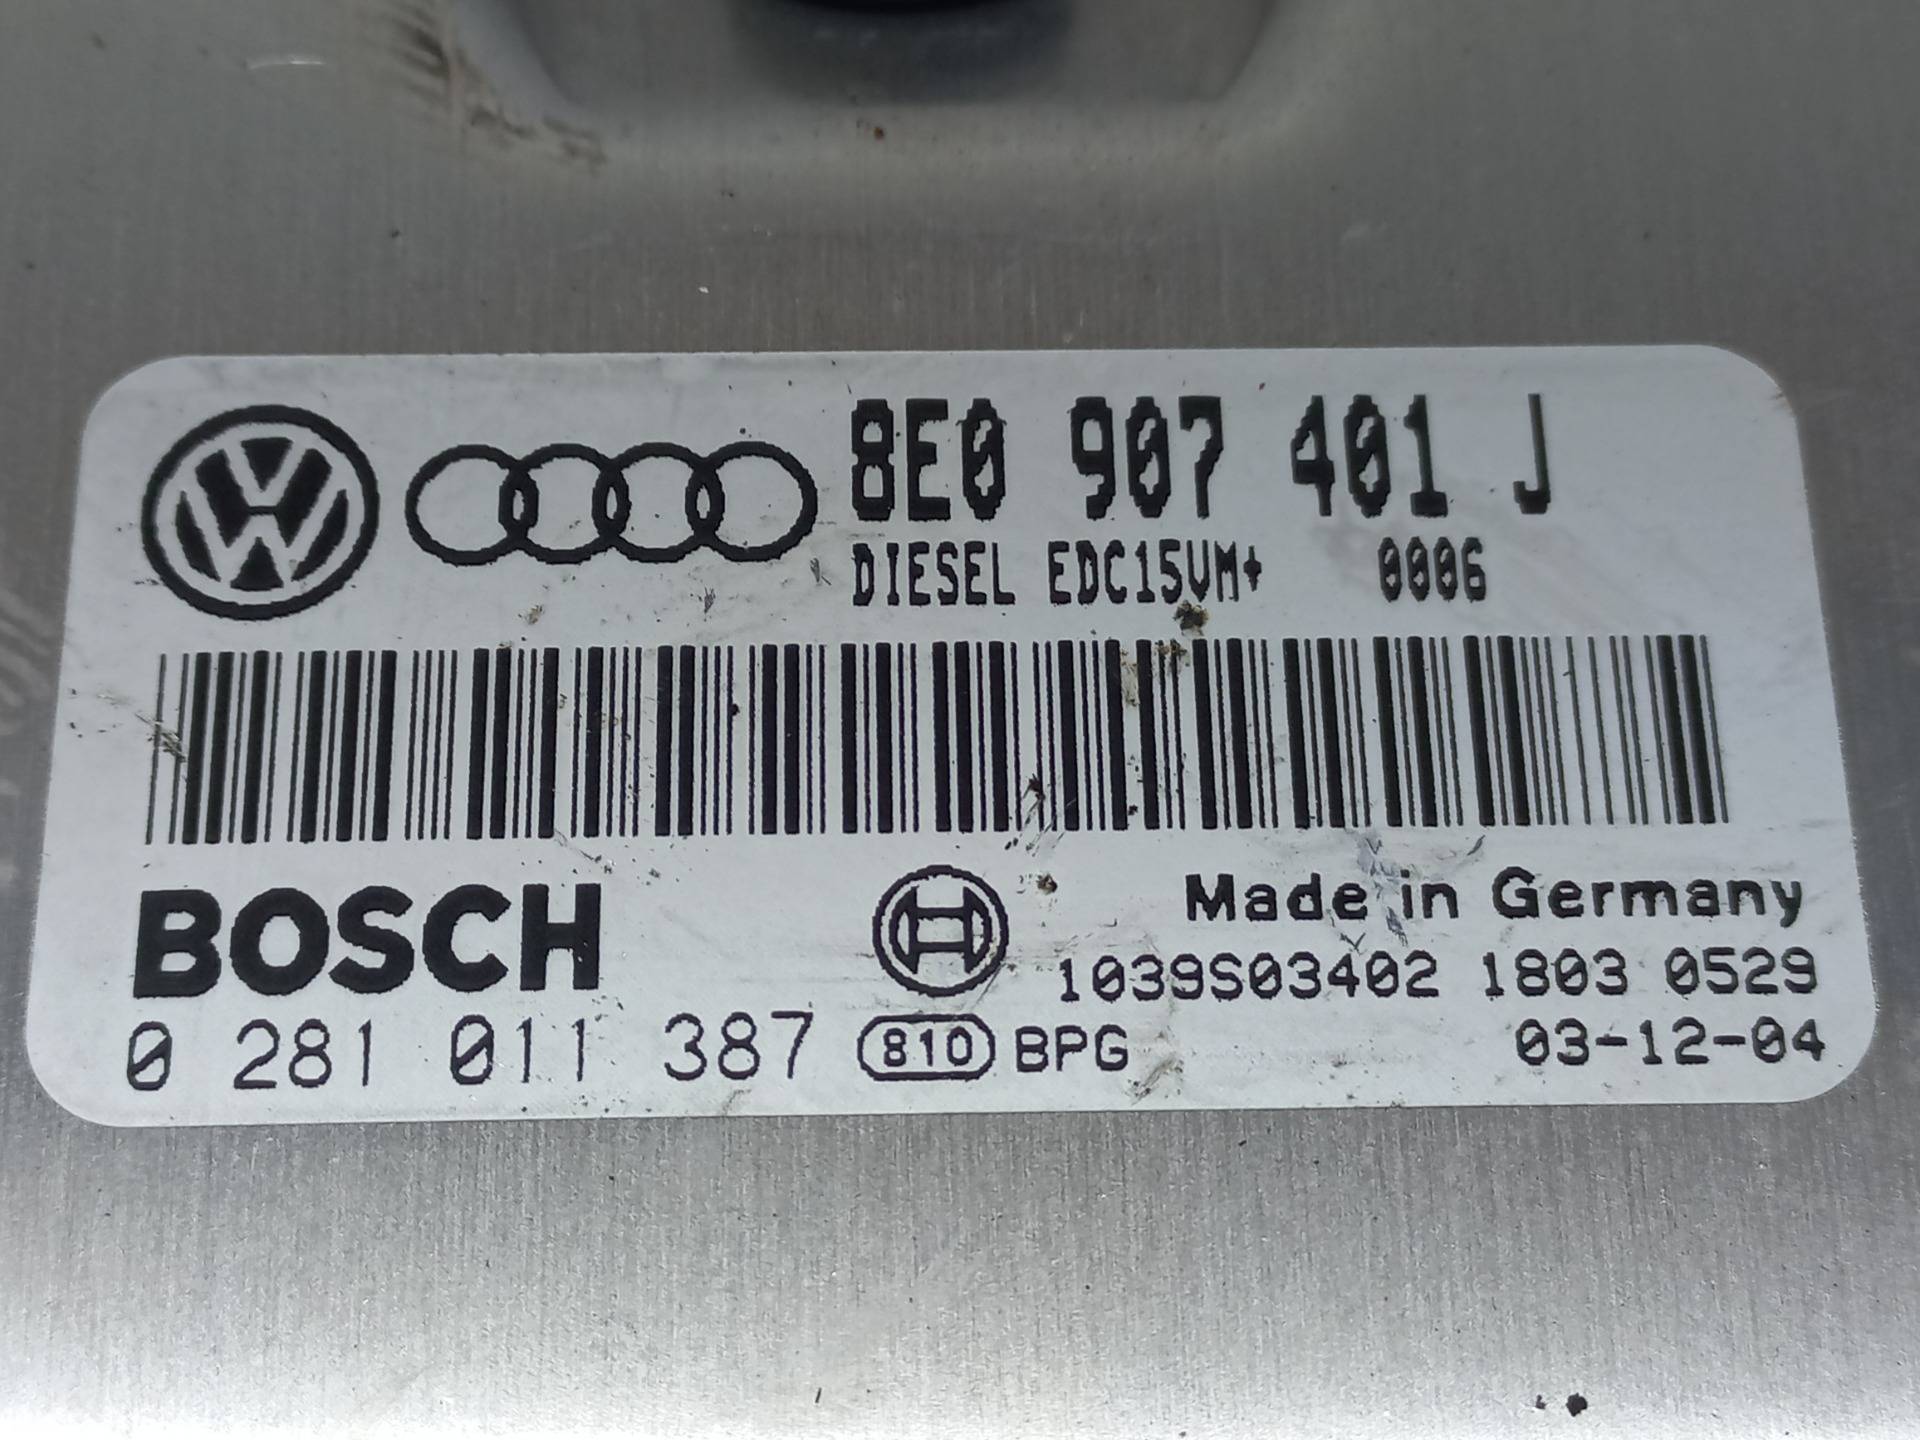 8E0 907 401 J
DIESEL EDC15VM+ 0006
BOSCH
Made in Germany
1039S03402 1803 0529
0 281 011 387 810 BPG 03-12-04